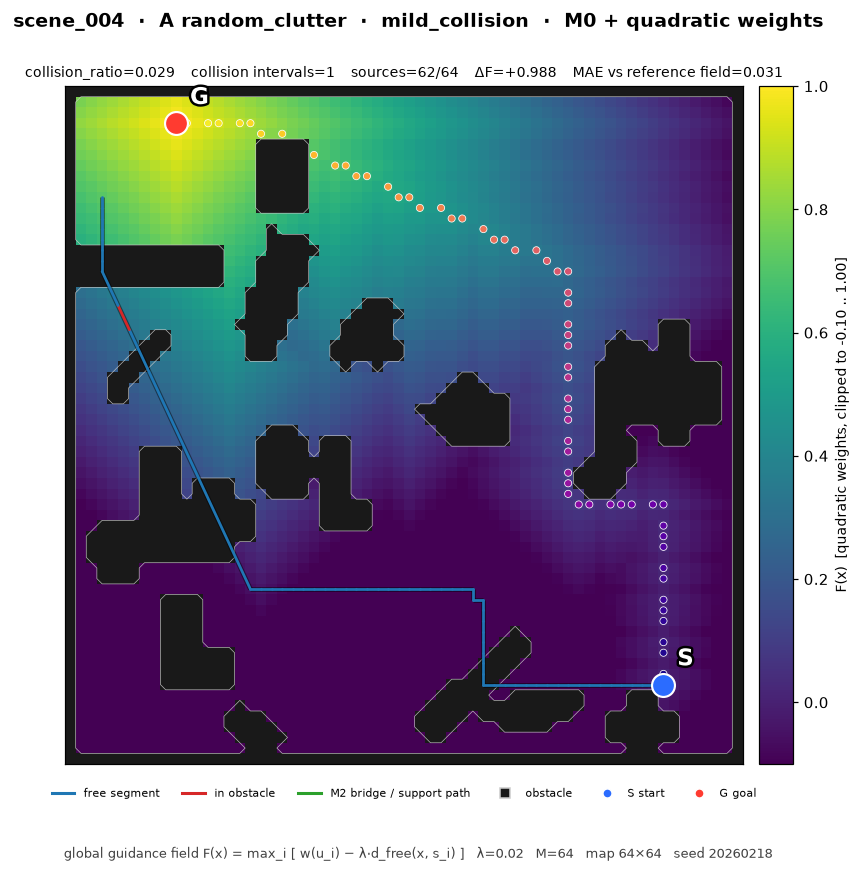 scene_004 · A random_clutter · mild_collision · M0 + quadratic weights
collision_ratio=0.029 collision intervals=1 sources=62/64 ΔF=+0.988 MAE vs reference field=0.031
G
S
1.0
0.8
0.6
0.4
0.2
0.0
F(x) [quadratic weights, clipped to -0.10 .. 1.00]
free segment
in obstacle
M2 bridge / support path
obstacle
S start
G goal
global guidance field F(x) = max_i [ w(u_i) − λ·d_free(x, s_i) ] λ=0.02 M=64 map 64×64 seed 20260218